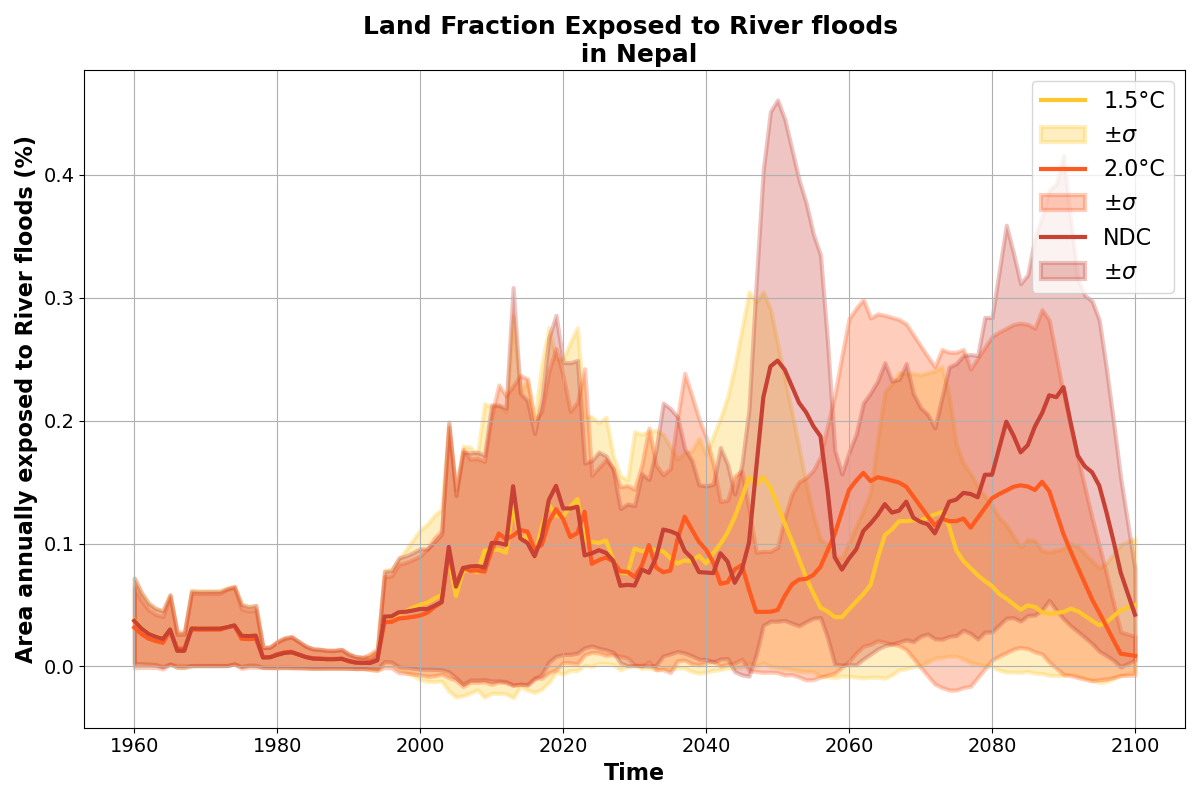 Land Fraction Exposed to River floods
in Nepal
Area annually exposed to River floods (%)
0.4
0.3
0.2
0.1
0.0
1960 1980 2000 2020 2040 2060 2080 2100
Time
1.5°C
±σ
2.0°C
±σ
NDC
±σ